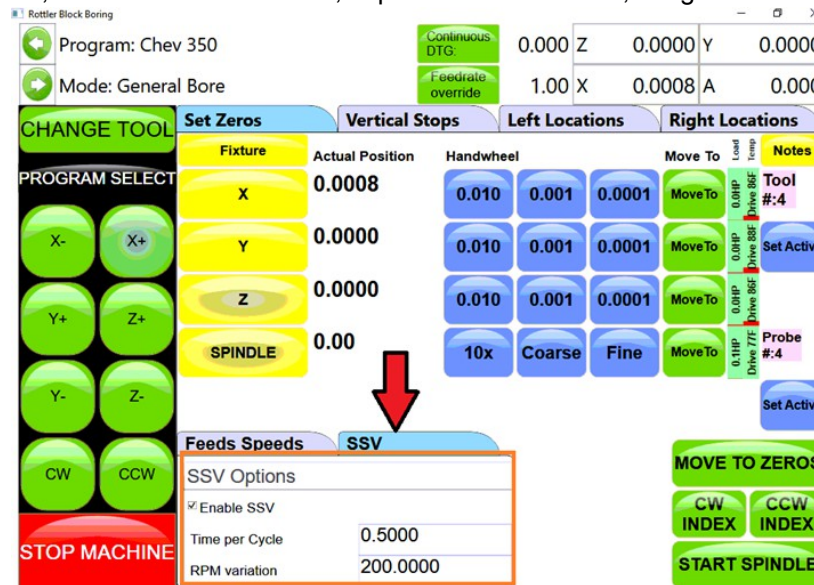 Rottler Block Boring
Program: Chev 350
Continuous DTG: 0.000 Z 0.0000 Y 0.0000
Mode: General Bore
Feedrate override 1.00 X 0.0008 A 0.000
CHANGE TOOL
Set Zeros Vertical Stops Left Locations Right Locations
Fixture Actual Position Handwheel Move To Load Temp Notes
PROGRAM SELECT
X 0.0008 0.010 0.001 0.0001 MoveTo 0.0HP Drive 86F Tool #:4
X- X+
Y 0.0000 0.010 0.001 0.0001 MoveTo 0.0HP Drive 88F Set Activ
Z 0.0000 0.010 0.001 0.0001 MoveTo 0.0HP Drive 86F
Y+ Z+
SPINDLE 0.00 10x Coarse Fine MoveTo 0.1HP Drive 77F Probe #:4
Y- Z-
Set Activ
Feeds Speeds SSV
CW CCW
SSV Options
Enable SSV
Time per Cycle 0.5000
RPM variation 200.0000
MOVE TO ZEROS
CW INDEX CCW INDEX
STOP MACHINE
START SPINDLE